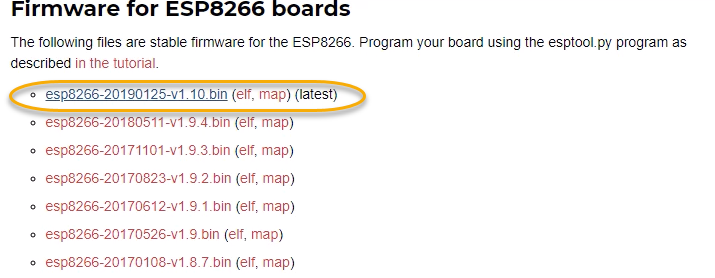 Firmware for ESP8266 boards
The following files are stable firmware for the ESP8266. Program your board using the esptool.py program as
described in the tutorial.
esp8266-20190125-v1.10.bin (elf, map) (latest)
esp8266-20180511-v1.9.4.bin (elf, map)
esp8266-20171101-v1.9.3.bin (elf, map)
esp8266-20170823-v1.9.2.bin (elf, map)
esp8266-20170612-v1.9.1.bin (elf, map)
esp8266-20170526-v1.9.bin (elf, map)
esp8266-20170108-v1.8.7.bin (elf, map)